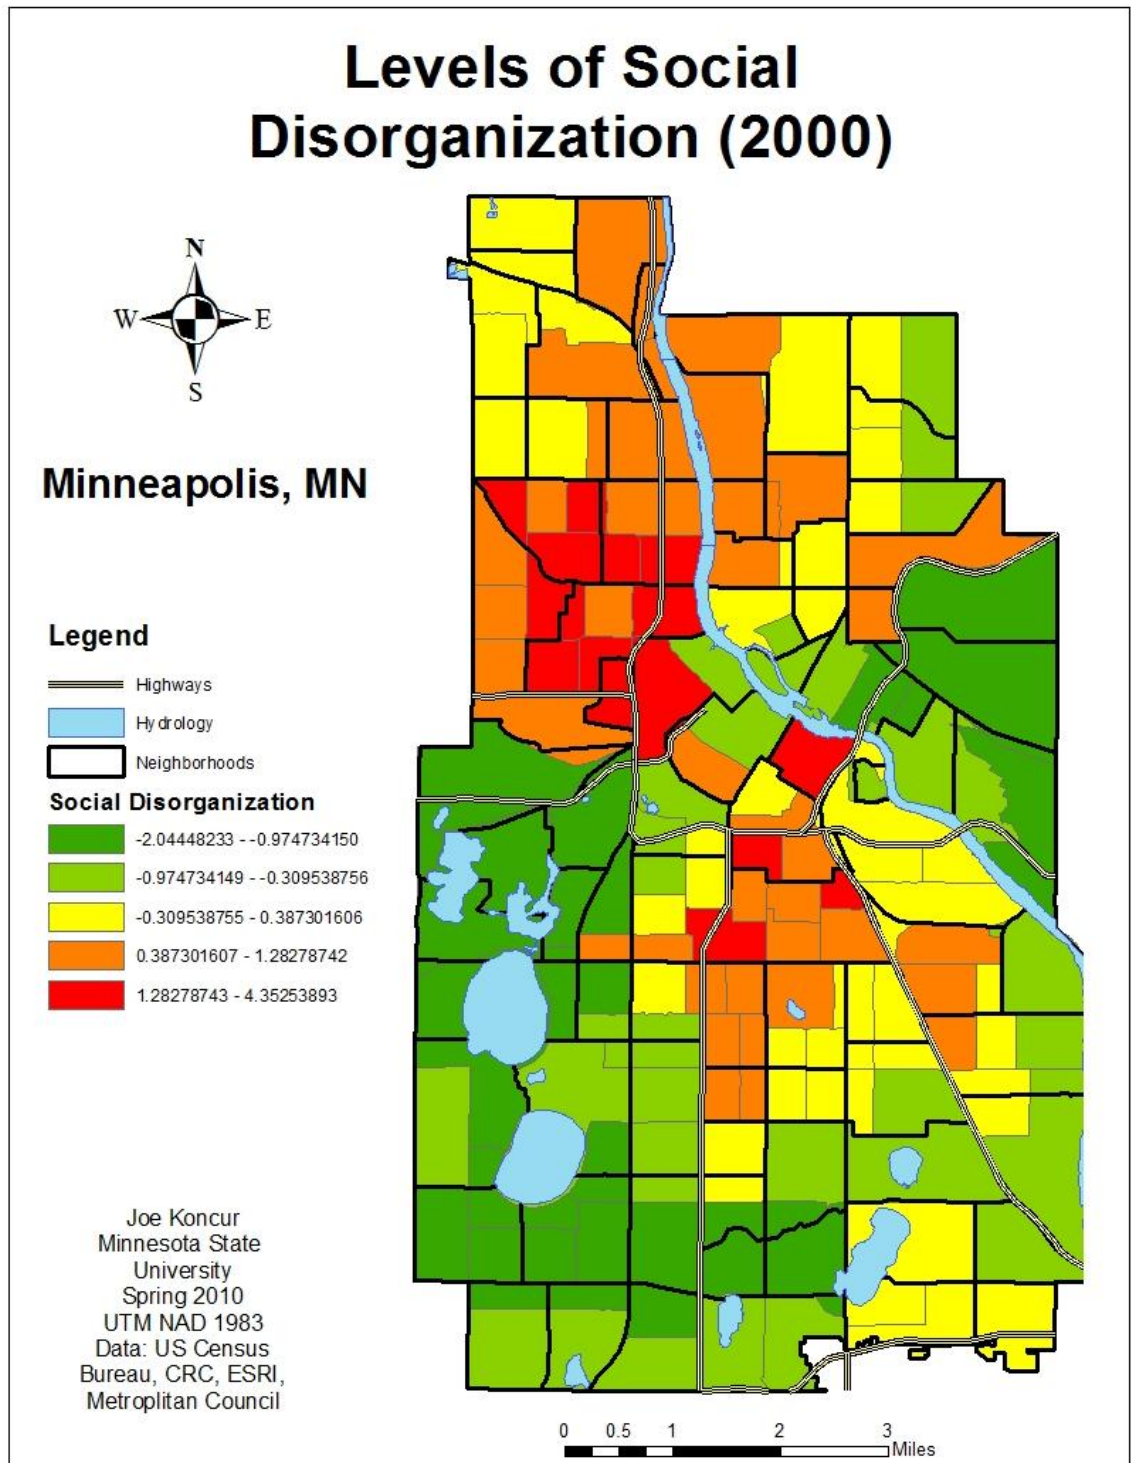 Levels of Social
Disorganization (2000)
N
W
E
S
Minneapolis, MN
Legend
Highways
Hydrology
Neighborhoods
Social Disorganization
-2.04448233 - -0.974734150
-0.974734149 - -0.309538756
-0.309538755 - 0.387301606
0.387301607 - 1.28278742
1.28278743 - 4.35253893
Joe Koncur
Minnesota State
University
Spring 2010
UTM NAD 1983
Data: US Census
Bureau, CRC, ESRI,
Metroplitan Council
0 0.5 1 2 3
Miles